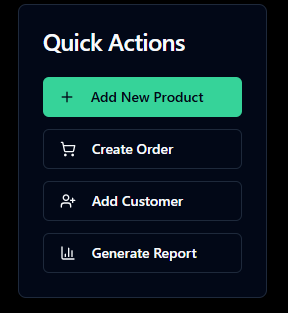 Quick Actions
Add New Product
Create Order
Add Customer
Generate Report